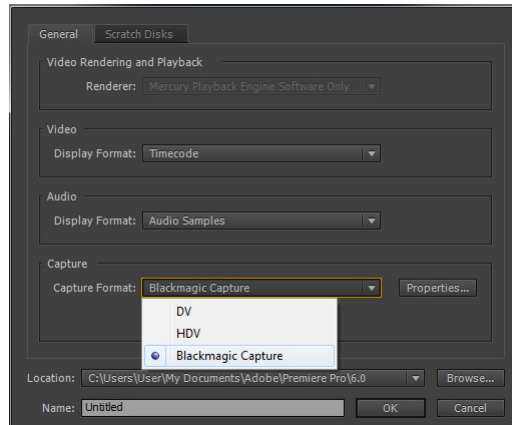 General Scratch Disks
Video Rendering and Playback
Renderer: Mercury Playback Engine Software Only
Video
Display Format: Timecode
Audio
Display Format: Audio Samples
Capture
Capture Format: Blackmagic Capture Properties...
DV
HDV
Blackmagic Capture
Location: C:\Users\User\My Documents\Adobe\Premiere Pro\6.0 Browse...
Name: Untitled OK Cancel